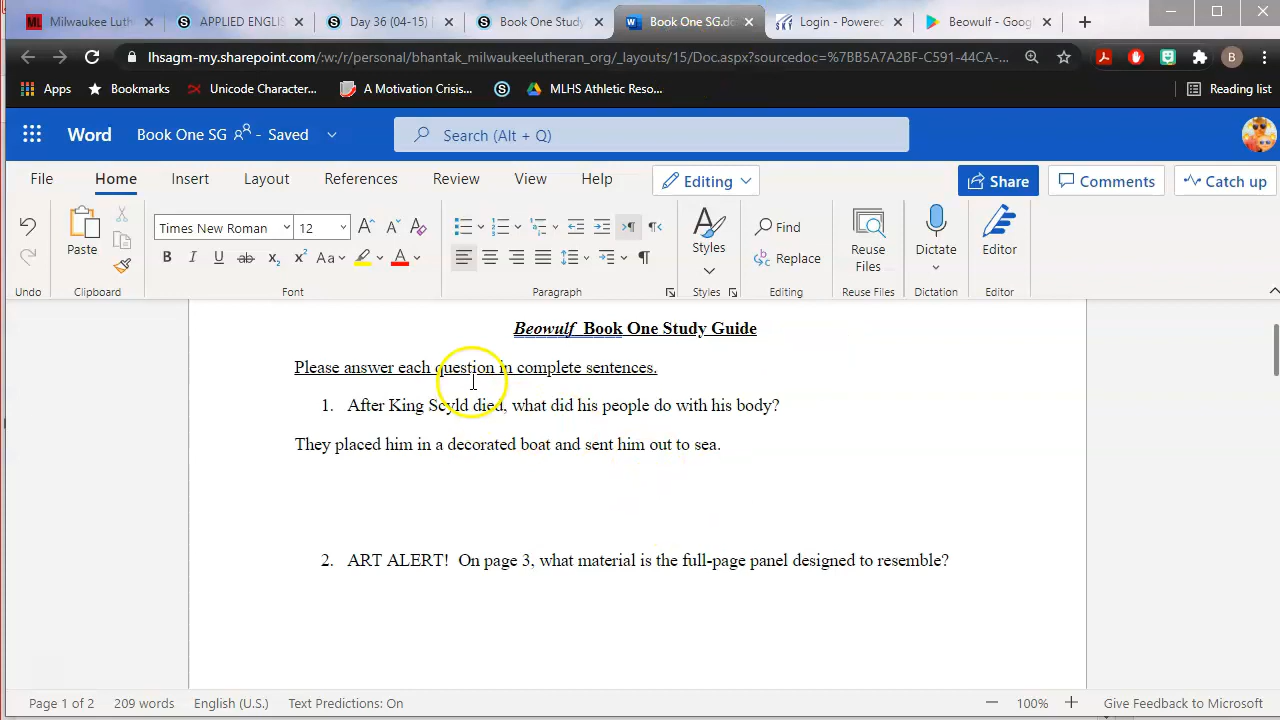 Milwaukee Luth
APPLIED ENGLIS
Day 36 (04-15) |
Book One Study
Book One SG.do
Login - Powere
Beowulf - Goog
lhsagm-my.sharepoint.com/:w:/r/personal/bhantak_milwaukeelutheran_org/_layouts/15/Doc.aspx?sourcedoc=%7BB5A7A2BF-C591-44CA-...
B
Apps
Bookmarks
Unicode Character...
A Motivation Crisis...
MLHS Athletic Reso...
Reading list
Word
Book One SG
- Saved
Search (Alt + Q)
File
Home
Insert
Layout
References
Review
View
Help
Editing
Share
Comments
Catch up
Paste
Times New Roman
12
Styles
Find
Replace
Reuse
Files
Dictate
Editor
Undo
Clipboard
Font
Paragraph
Styles
Editing
Reuse Files
Dictation
Editor
Beowulf Book One Study Guide
Please answer each question in complete sentences.
1. After King Scyld died, what did his people do with his body?
They placed him in a decorated boat and sent him out to sea.
2. ART ALERT! On page 3, what material is the full-page panel designed to resemble?
Page 1 of 2
209 words
English (U.S.)
Text Predictions: On
100%
Give Feedback to Microsoft